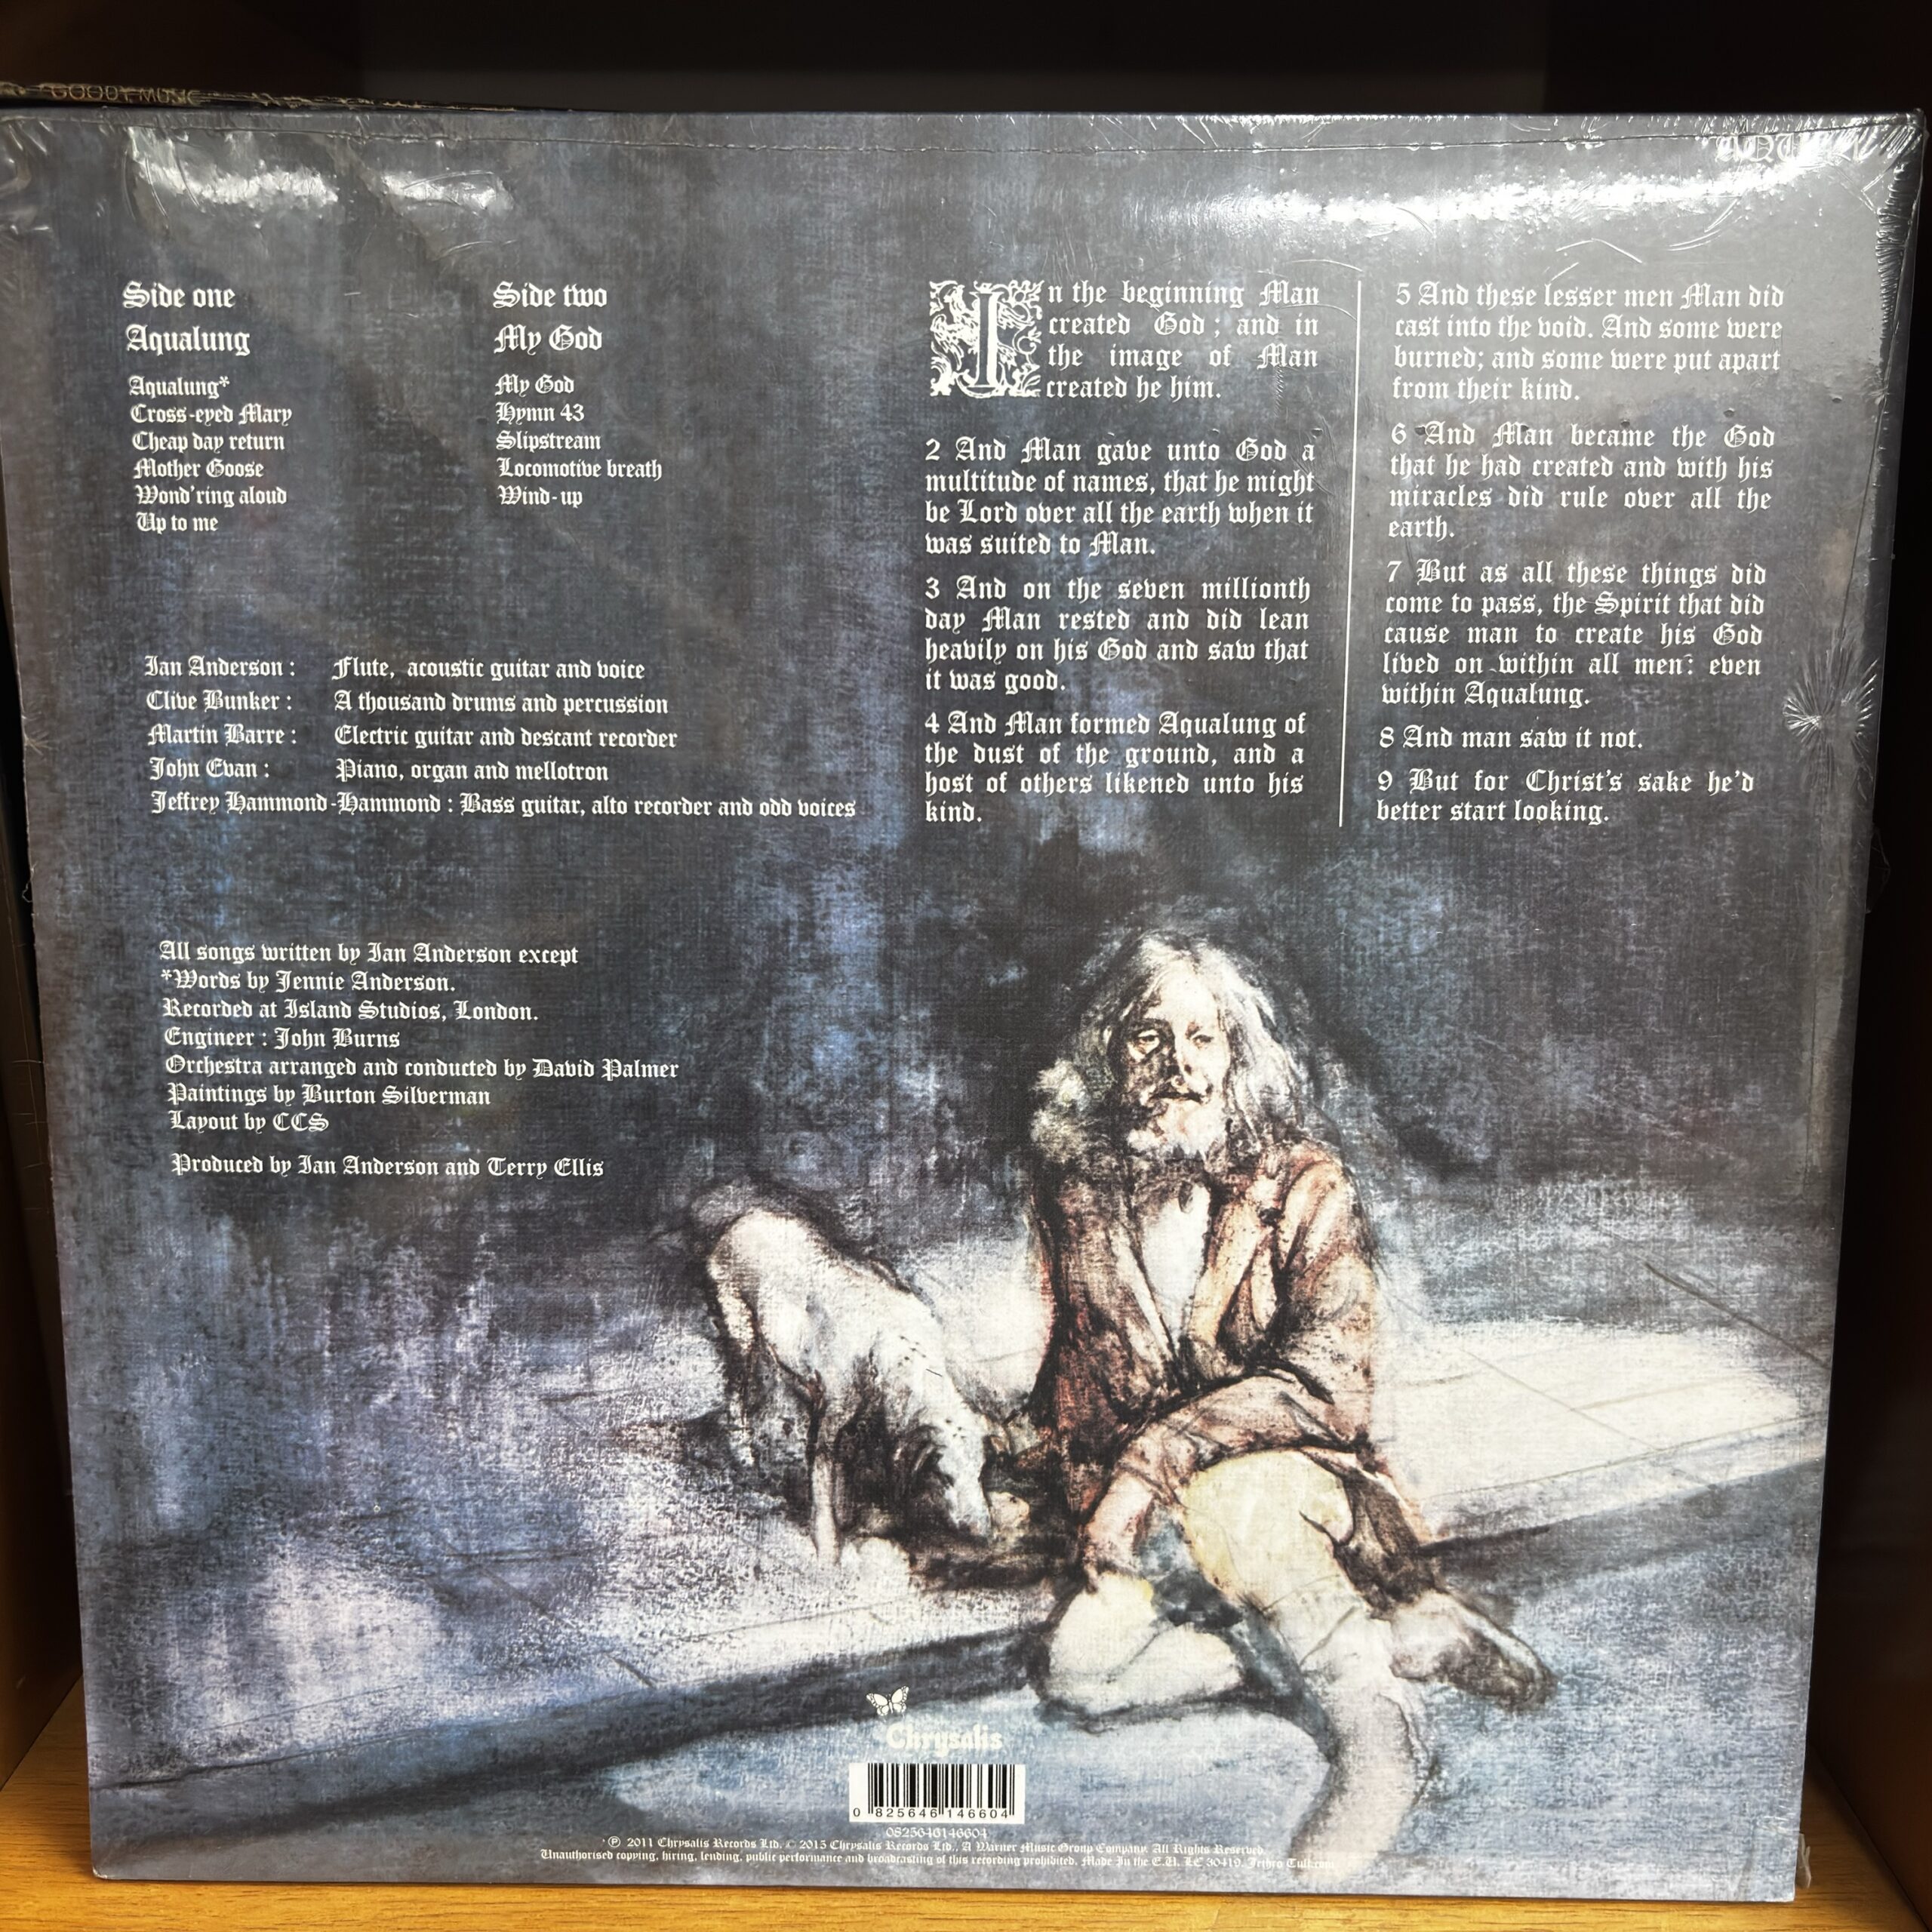 GOODY MUSIC
Side one
Aqualung
Aqualung*
Cross-eyed Mary
Cheap day return
Mother Goose
Wond'ring aloud
Up to me
Side two
My God
My God
Hymn 43
Slipstream
Locomotive breath
Wind-up
Ian Anderson : Flute, acoustic guitar and voice
Clive Bunker : A thousand drums and percussion
Martin Barre : Electric guitar and descant recorder
John Evan : Piano, organ and mellotron
Jeffrey Hammond-Hammond : Bass guitar, alto recorder and odd voices
All songs written by Ian Anderson except
*Words by Jennie Anderson.
Recorded at Island Studios, London.
Engineer : John Burns
Orchestra arranged and conducted by David Palmer
Paintings by Burton Silverman
Layout by CCS
Produced by Ian Anderson and Terry Ellis
In the beginning Man
created God ; and in
the image of Man
created he him.
2 And Man gave unto God a
multitude of names, that he might
be Lord over all the earth when it
was suited to Man.
3 And on the seven millionth
day Man rested and did lean
heavily on his God and saw that
it was good.
4 And Man formed Aqualung of
the dust of the ground, and a
host of others likened unto his
kind.
5 And these lesser men Man did
cast into the void. And some were
burned; and some were put apart
from their kind.
6 And Man became the God
that he had created and with his
miracles did rule over all the
earth.
7 But as all these things did
come to pass, the Spirit that did
cause man to create his God
lived on within all men: even
within Aqualung.
8 And man saw it not.
9 But for Christ's sake he'd
better start looking.
Chrysalis
0 825646 146604
0825646146604
℗ 2011 Chrysalis Records Ltd. © 2015 Chrysalis Records Ltd., A Warner Music Group Company. All Rights Reserved.
Unauthorised copying, hiring, lending, public performance and broadcasting of this recording prohibited. Made In the E.U. LC 30419. Jethro Tull.com